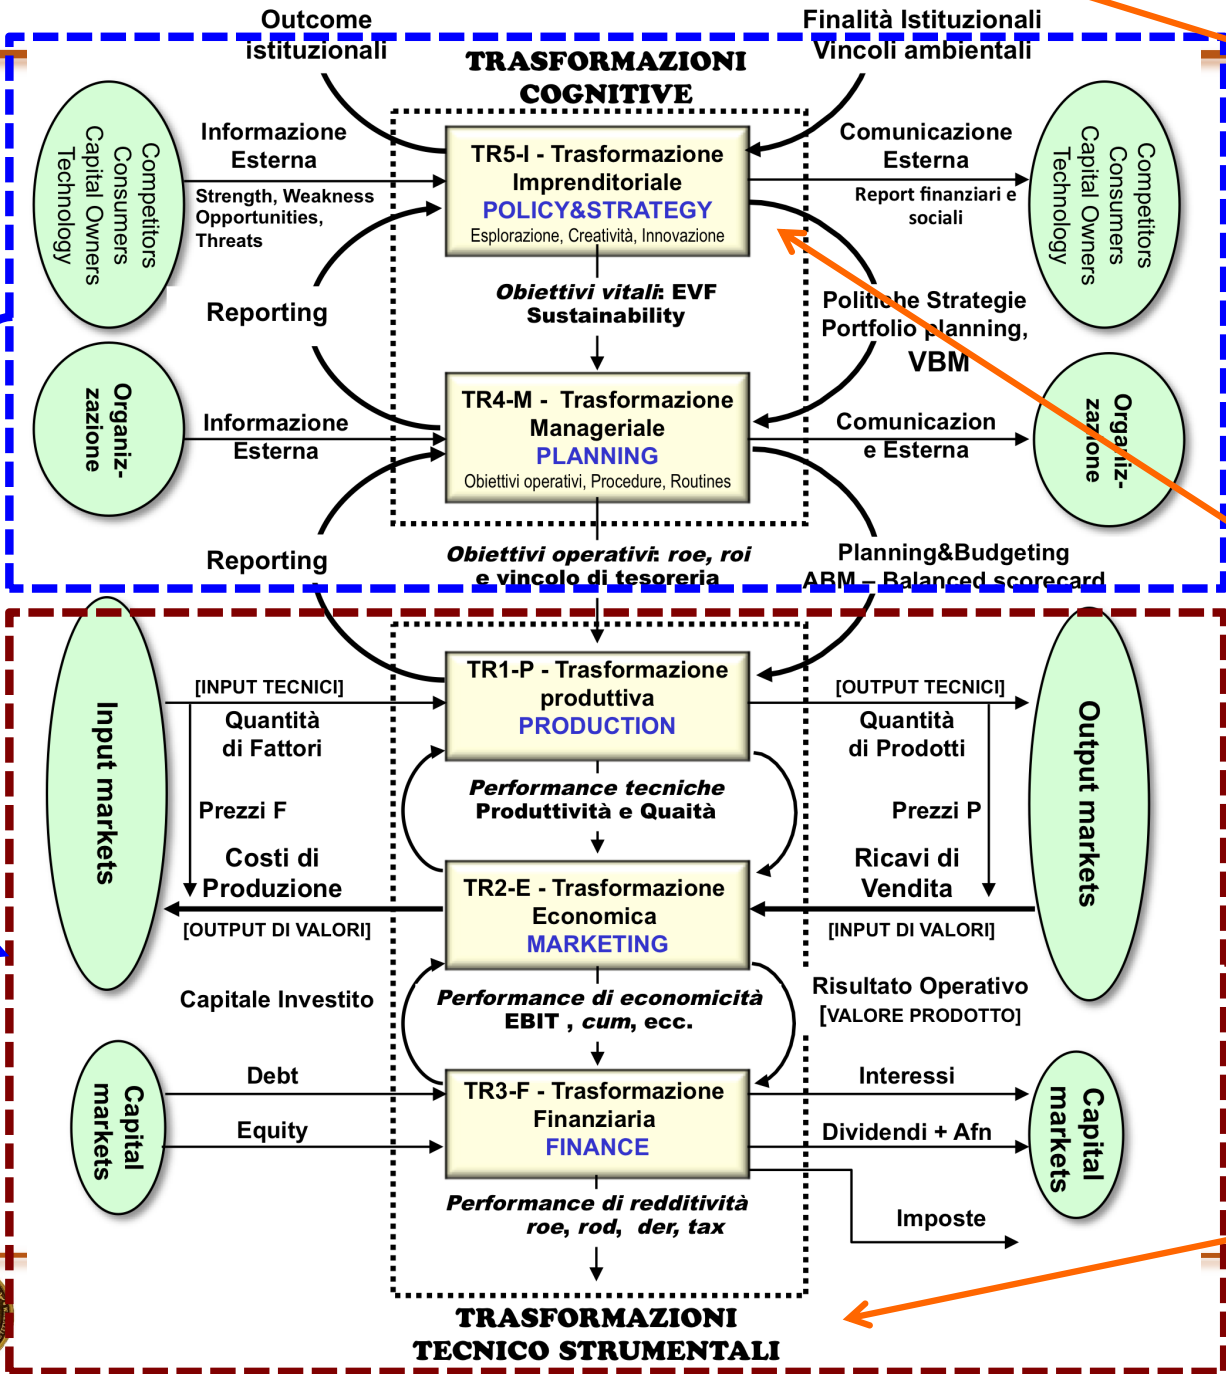 Outcome
istituzionali
Finalità Istituzionali
Vincoli ambientali
TRASFORMAZIONI
COGNITIVE
Competitors
Consumers
Capital Owners
Technology
Informazione
Esterna
Strength, Weakness
Opportunities,
Threats
TR5-I - Trasformazione
Imprenditoriale
POLICY&STRATEGY
Esplorazione, Creatività, Innovazione
Comunicazione
Esterna
Report finanziari e
sociali
Competitors
Consumers
Capital Owners
Technology
Reporting
Obiettivi vitali: EVF
Sustainability
Politiche Strategie
Portfolio planning,
VBM
Organiz-
zazione
Informazione
Esterna
TR4-M - Trasformazione
Manageriale
PLANNING
Obiettivi operativi, Procedure, Routines
Comunicazion
e Esterna
Organiz-
zazione
Reporting
Obiettivi operativi: roe, roi
e vincolo di tesoreria
Planning&Budgeting
ABM – Balanced scorecard
Input markets
[INPUT TECNICI]
Quantità
di Fattori
Prezzi F
Costi di
Produzione
[OUTPUT DI VALORI]
TR1-P - Trasformazione
produttiva
PRODUCTION
Performance tecniche
Produttività e Quaità
TR2-E - Trasformazione
Economica
MARKETING
[OUTPUT TECNICI]
Quantità
di Prodotti
Prezzi P
Ricavi di
Vendita
[INPUT DI VALORI]
Output markets
Capitale Investito
Performance di economicità
EBIT , cum, ecc.
Risultato Operativo
[VALORE PRODOTTO]
Capital
markets
Debt
Equity
TR3-F - Trasformazione
Finanziaria
FINANCE
Interessi
Dividendi + Afn
Imposte
Capital
markets
Performance di redditività
roe, rod, der, tax
TRASFORMAZIONI
TECNICO STRUMENTALI